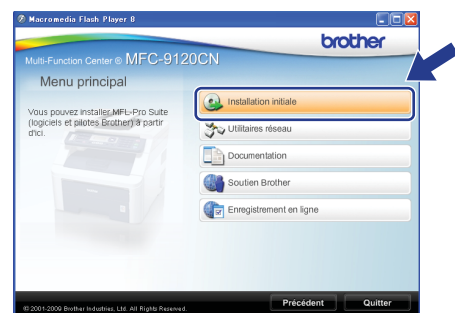 Macromedia Flash Player 8
brother
Multi-Function Center ® MFC-9120CN
Menu principal
Vous pouvez installer MFL-Pro Suite
(logiciels et pilotes Brother) à partir
d'ici.
Installation initiale
Utilitaires réseau
Documentation
Soutien Brother
Enregistrement en ligne
© 2001-2009 Brother Industries, Ltd. All Rights Reserved.
Précédent
Quitter